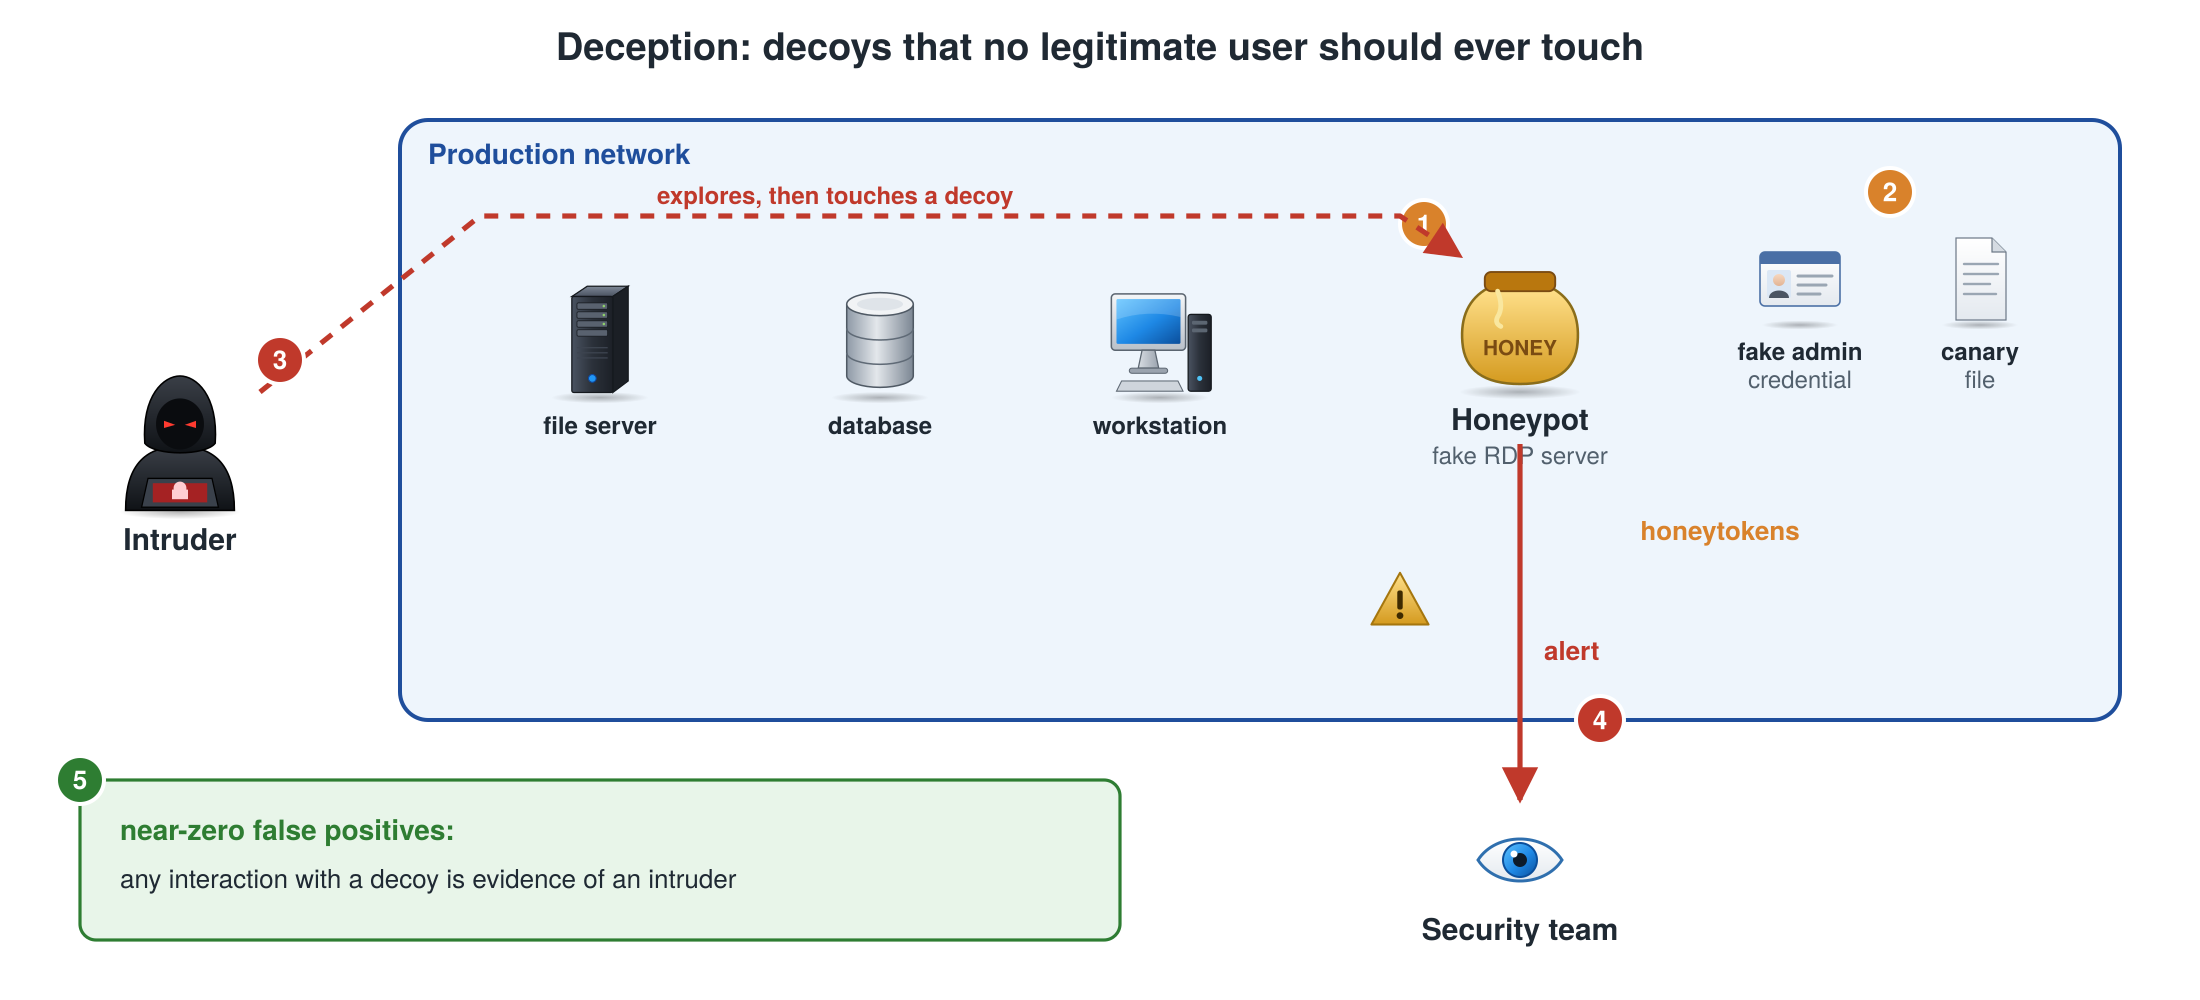 Deception: decoys that no legitimate user should ever touch
Production network
explores, then touches a decoy
1
2
3
HONEY
fake admin
credential
canary
file
file server
database
workstation
Honeypot
fake RDP server
Intruder
honeytokens
alert
4
5
near-zero false positives:
any interaction with a decoy is evidence of an intruder
Security team